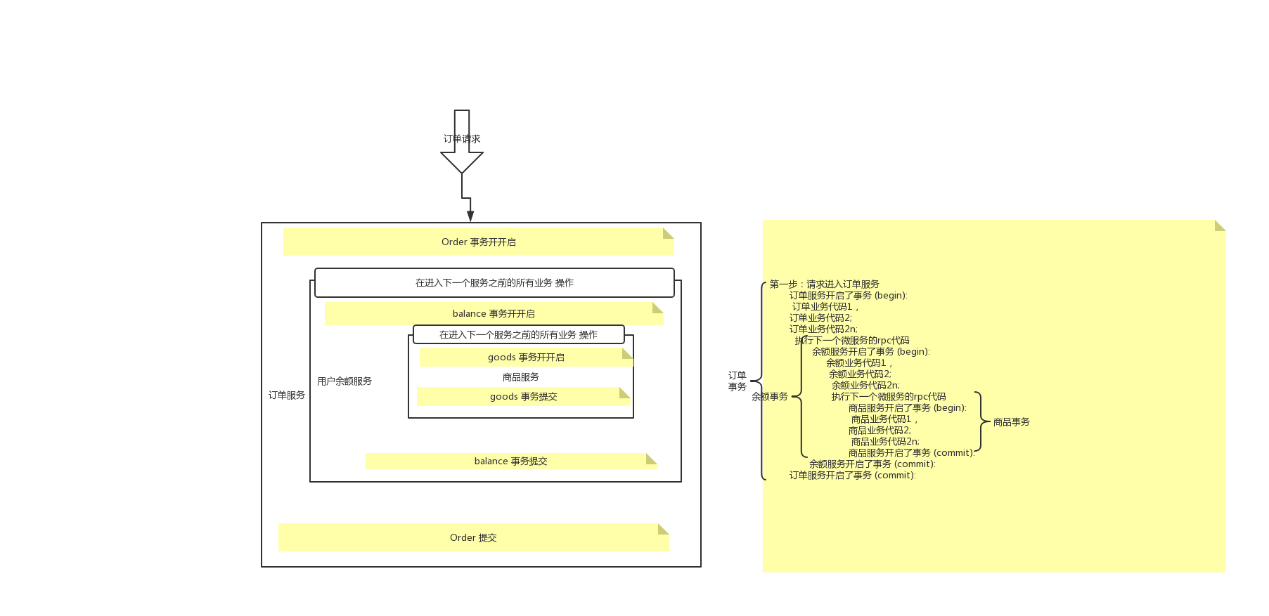 订单请求
Order 事务开开启
在进入下一个服务之前的所有业务 操作
balance 事务开开启
在进入下一个服务之前的所有业务 操作
goods 事务开开启
商品服务
goods 事务提交
用户余额服务
订单服务
balance 事务提交
Order 提交
第一步：请求进入订单服务
订单服务开启了事务 (begin):
订单业务代码1，
订单业务代码2;
订单业务代码2n;
执行下一个微服务的rpc代码
余额服务开启了事务 (begin):
余额业务代码1，
余额业务代码2;
余额业务代码2n;
执行下一个微服务的rpc代码
商品服务开启了事务 (begin):
商品业务代码1，
商品业务代码2;
商品业务代码2n;
商品服务开启了事务 (commit):
余额服务开启了事务 (commit):
订单服务开启了事务 (commit):
订单
事务
余额事务
商品事务